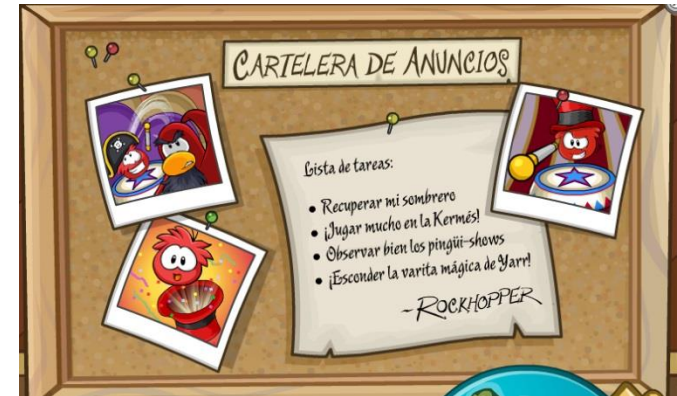 CARTELERA DE ANUNCIOS
Lista de tareas:
• Recuperar mi sombrero
• ¡Jugar mucho en la Kermés!
• Observar bien los pingüi-shows
• ¡Esconder la varita mágica de Yarr!
~ROCKHOPPER